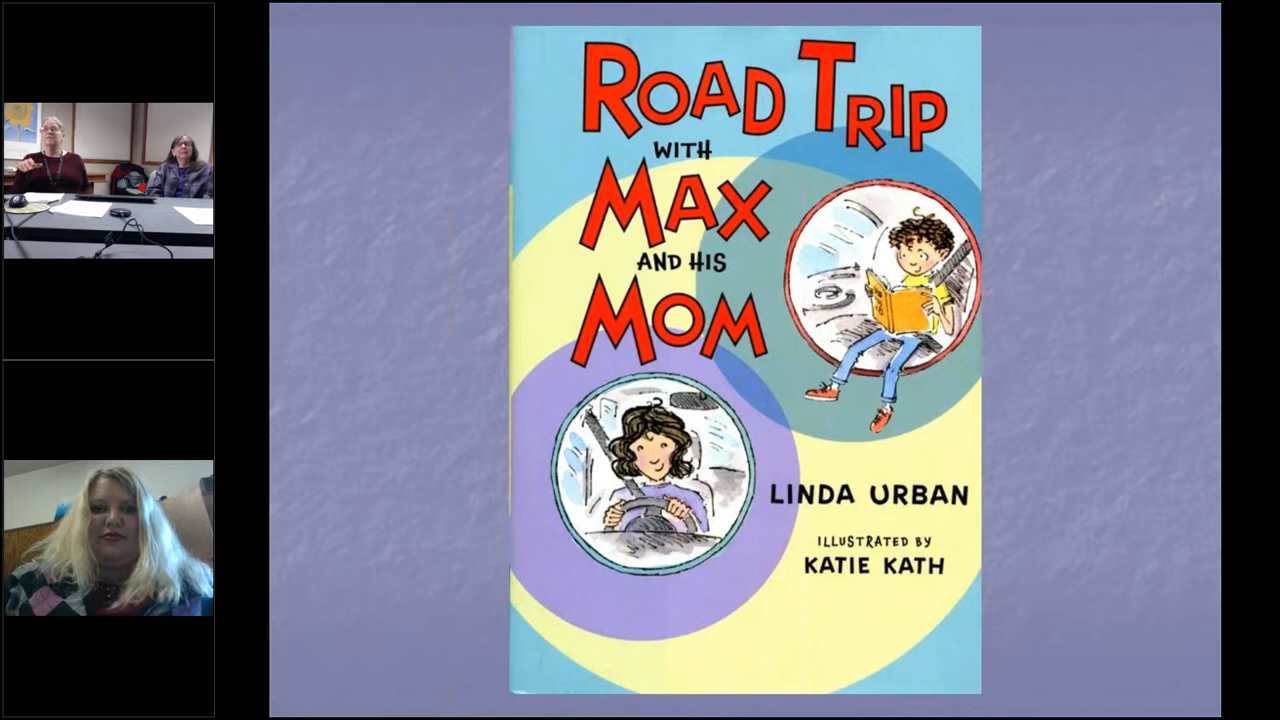 ROAD TRIP
WITH
MAX
AND HIS
MOM
LINDA URBAN
ILLUSTRATED BY
KATIE KATH